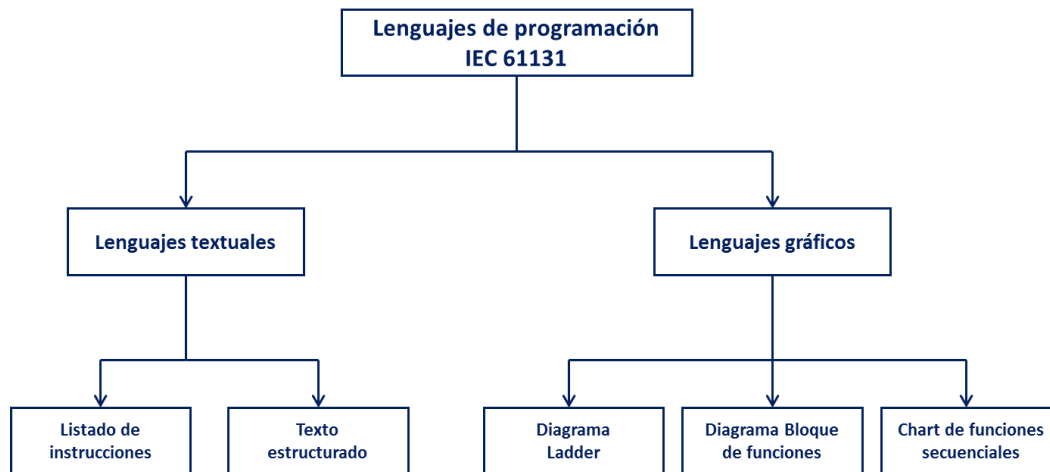 Lenguajes de programación
IEC 61131
Lenguajes textuales
Lenguajes gráficos
Listado de
instrucciones
Texto
estructurado
Diagrama
Ladder
Diagrama Bloque
de funciones
Chart de funciones
secuenciales